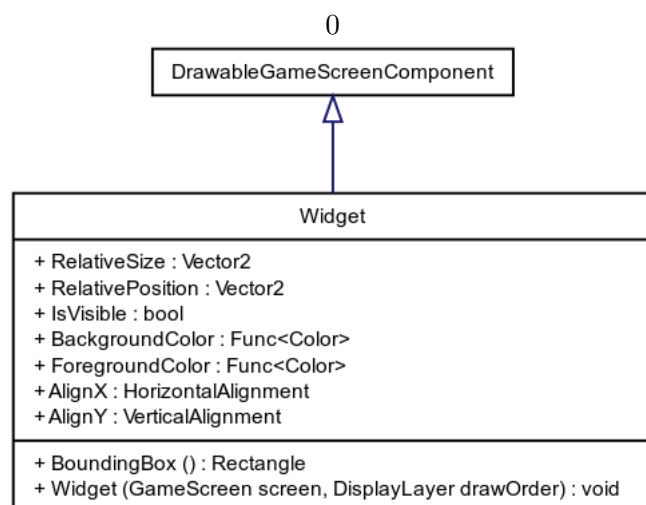 0
DrawableGameScreenComponent
Widget
+ RelativeSize : Vector2
+ RelativePosition : Vector2
+ IsVisible : bool
+ BackgroundColor : Func<Color>
+ ForegroundColor : Func<Color>
+ AlignX : HorizontalAlignment
+ AlignY : VerticalAlignment
+ BoundingBox () : Rectangle
+ Widget (GameScreen screen, DisplayLayer drawOrder) : void